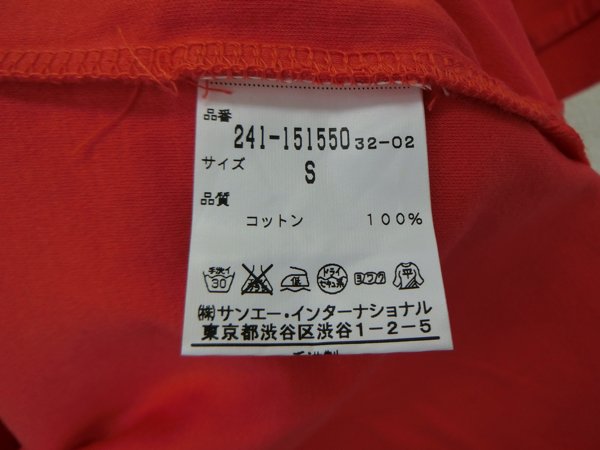 品番
241-151550 32-02
サイズ
S
品質
コットン 100%
手洗イ 30 低 ドライ セキユ系 ヨワク 平
㈱サンエー・インターナショナル
東京都渋谷区渋谷1-2-5